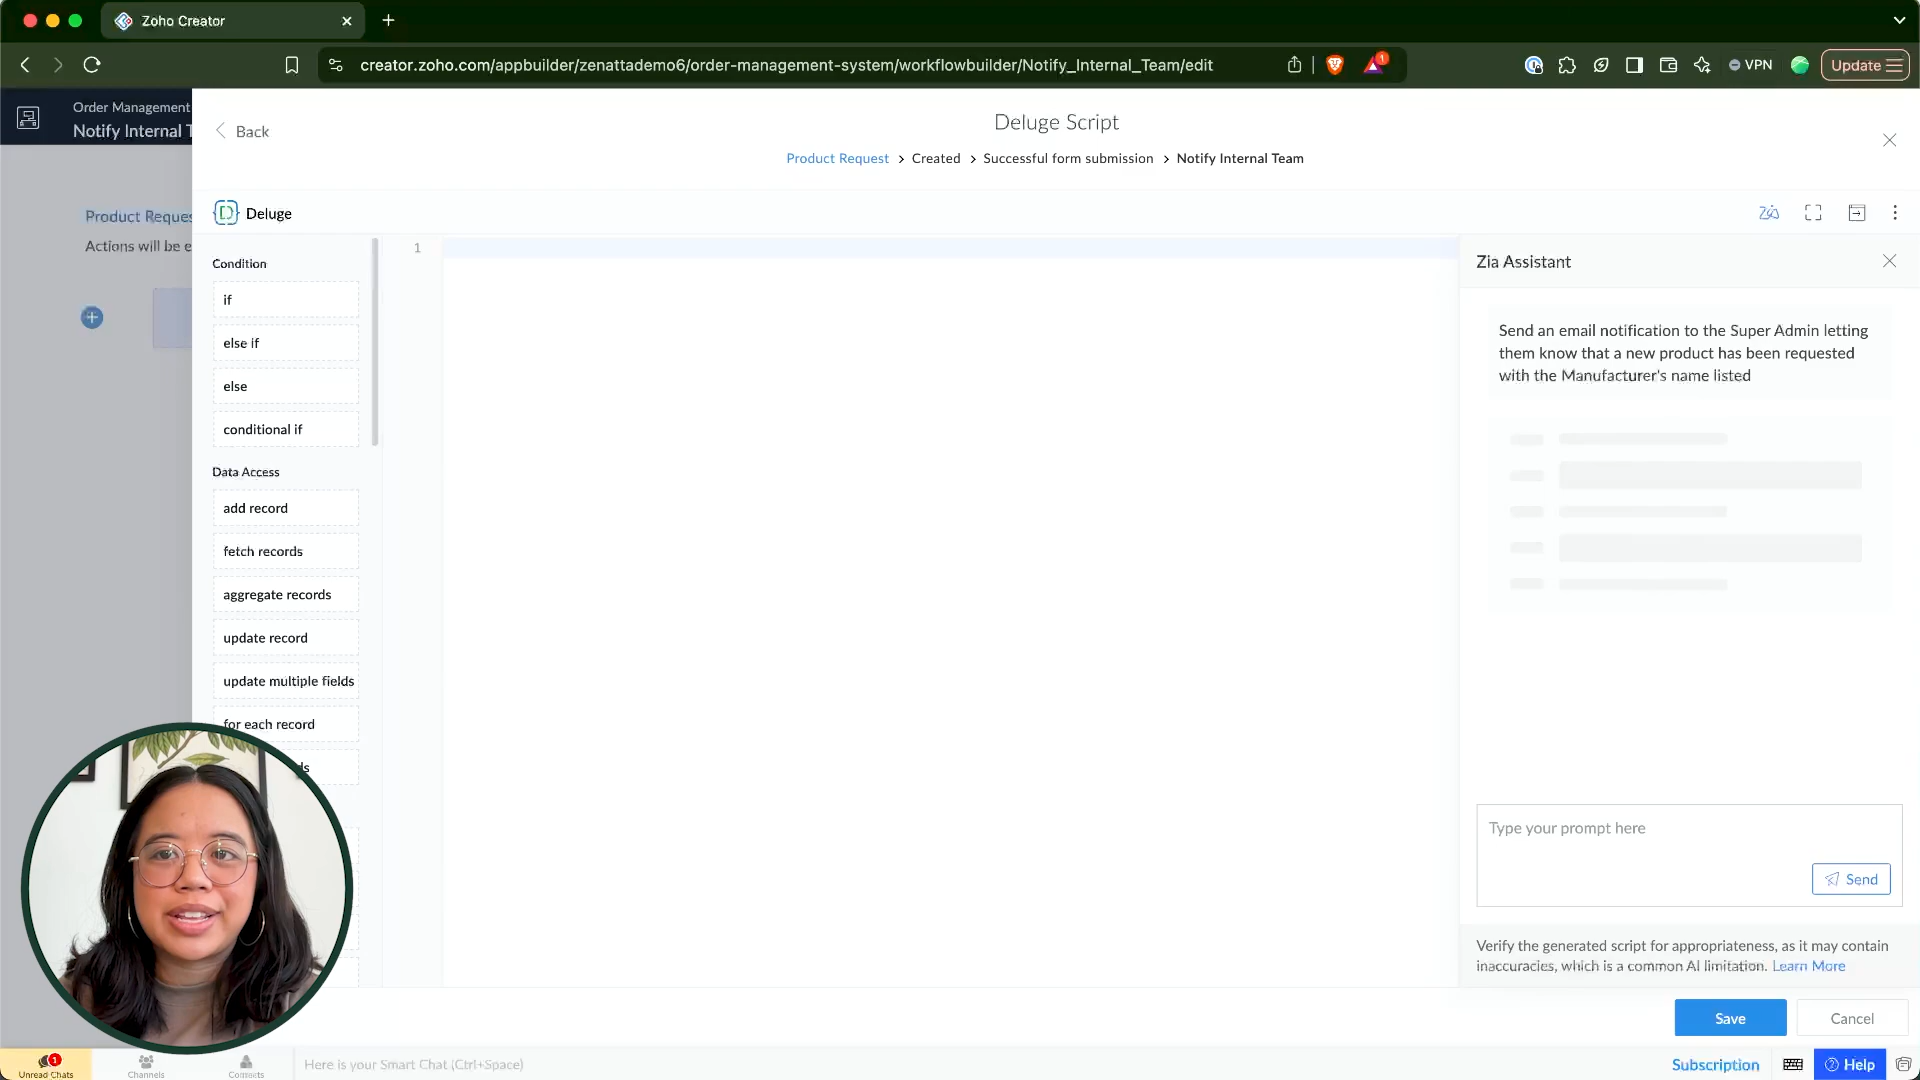 Zoho Creator
creator.zoho.com/appbuilder/zenattademo6/order-management-system/workflowbuilder/Notify_Internal_Team/edit
1
VPN
Update
Order Management
Notify Internal T
Back
Deluge Script
Product Request > Created > Successful form submission > Notify Internal Team
Product Reques
Actions will be e
Deluge
Zia
Condition
if
else if
else
conditional if
Data Access
add record
fetch records
aggregate records
update record
update multiple fields
for each record
1
Zia Assistant
Send an email notification to the Super Admin letting
them know that a new product has been requested
with the Manufacturer's name listed
Type your prompt here
Send
Verify the generated script for appropriateness, as it may contain
inaccuracies, which is a common AI limitation. Learn More
Save
Cancel
1
Unread Chats
Channels
Contacts
Here is your Smart Chat (Ctrl+Space)
Subscription
Help